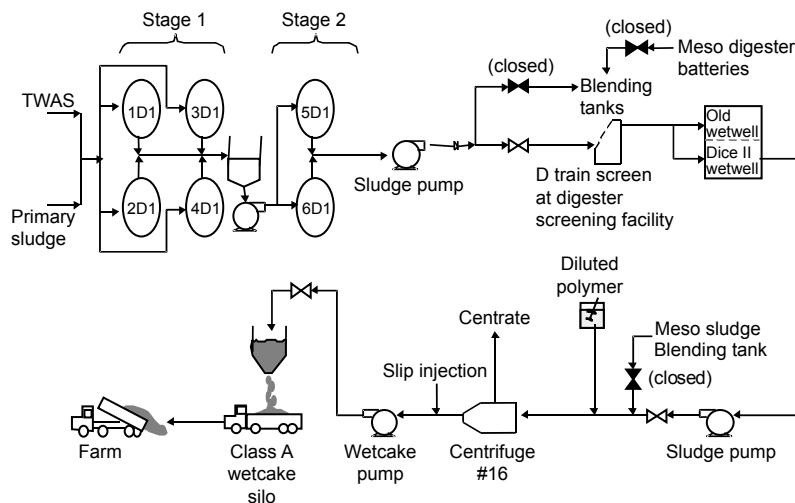 Stage 1
Stage 2
(closed)
Meso digester
batteries
(closed)
Blending
tanks
TWAS
1D1
3D1
5D1
Old
wetwell
Dice II
wetwell
Sludge pump
D train screen
at digester
screening facility
2D1
4D1
6D1
Primary
sludge
Diluted
polymer
Centrate
Meso sludge
Blending tank
(closed)
Slip injection
Farm
Class A
wetcake
silo
Wetcake
pump
Centrifuge
#16
Sludge pump